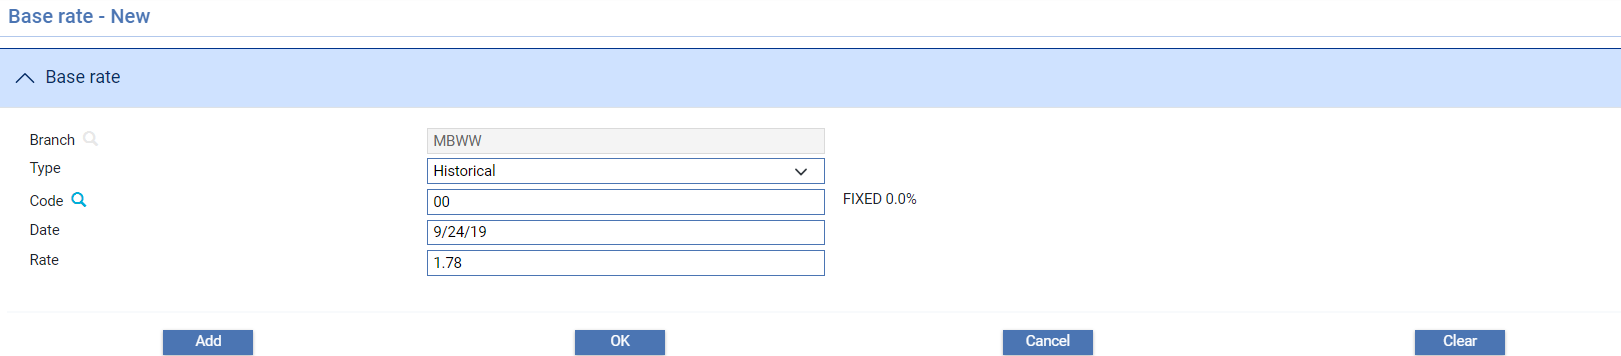 Base rate - New
Base rate
Branch MBWW
Type Historical
Code 00 FIXED 0.0%
Date 9/24/19
Rate 1.78
Add OK Cancel Clear